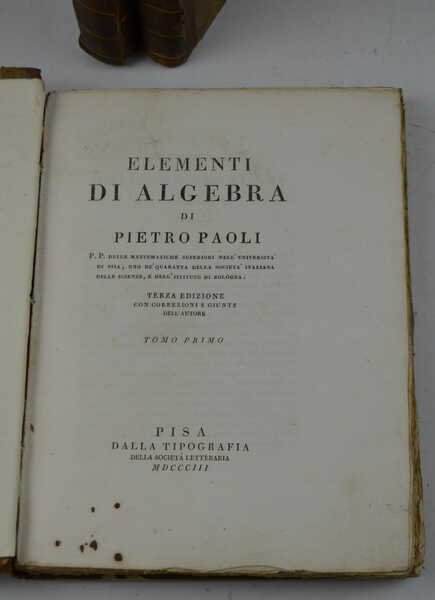 ELEMENTI
DI ALGEBRA
DI
PIETRO PAOLI
P. P. DELLE MATTEMATICHE SUPERIORI NELL' UNIVERSITÀ
DI PISA, UNO DE' QUARANTA DELLA SOCIETÀ ITALIANA
DELLE SCIENZE, E DELL' ISTITUTO DI BOLOGNA.
TERZA EDIZIONE
CON CORREZIONI E GIUNTE
DELL' AUTORE
TOMO PRIMO
PISA
DALLA TIPOGRAFIA
DELLA SOCIETÀ LETTERARIA
MDCCCIII